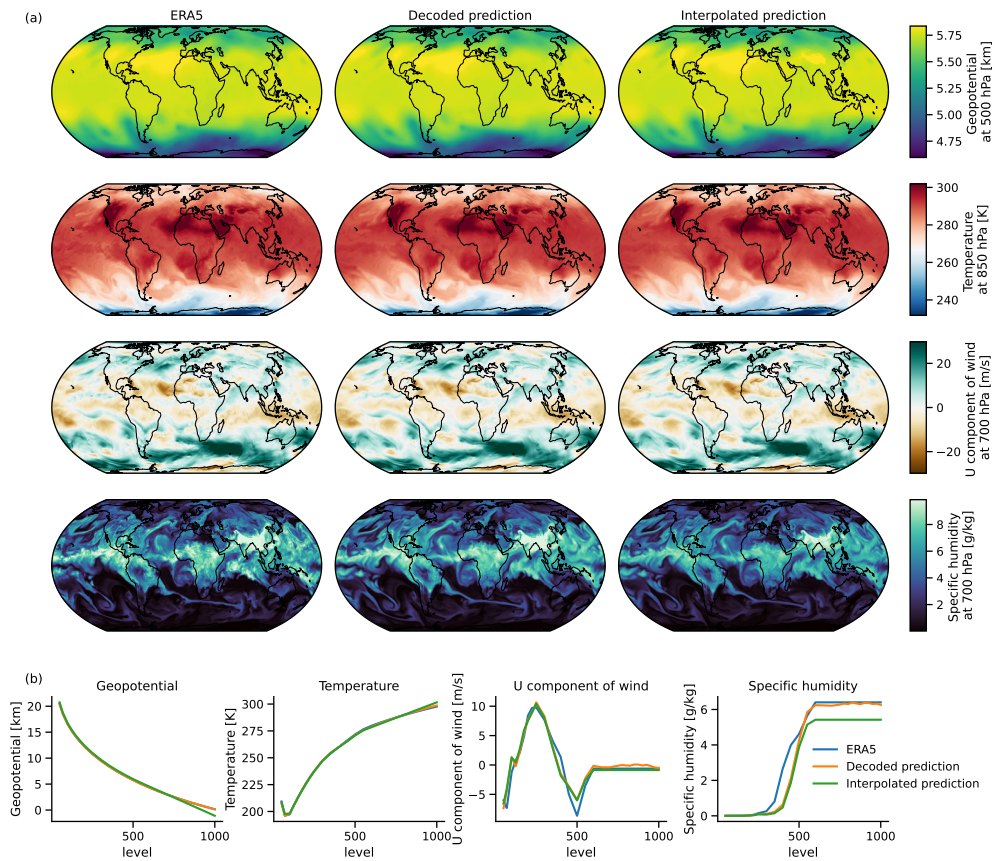 (a)
ERA5
Decoded prediction
Interpolated prediction
5.75
5.50
5.25
5.00
4.75
Geopotential
at 500 hPa [km]
300
280
260
240
Temperature
at 850 hPa [K]
20
0
−20
U component of wind
at 700 hPa [m/s]
8
6
4
2
Specific humidity
at 700 hPa [g/kg]
(b)
Geopotential
Geopotential [km]
20
15
10
5
0
500
1000
level
Temperature
Temperature [K]
300
275
250
225
200
500
1000
level
U component of wind
U component of wind [m/s]
10
5
0
−5
500
1000
level
Specific humidity
Specific humidity [g/kg]
6
4
2
0
500
1000
level
ERA5
Decoded prediction
Interpolated prediction